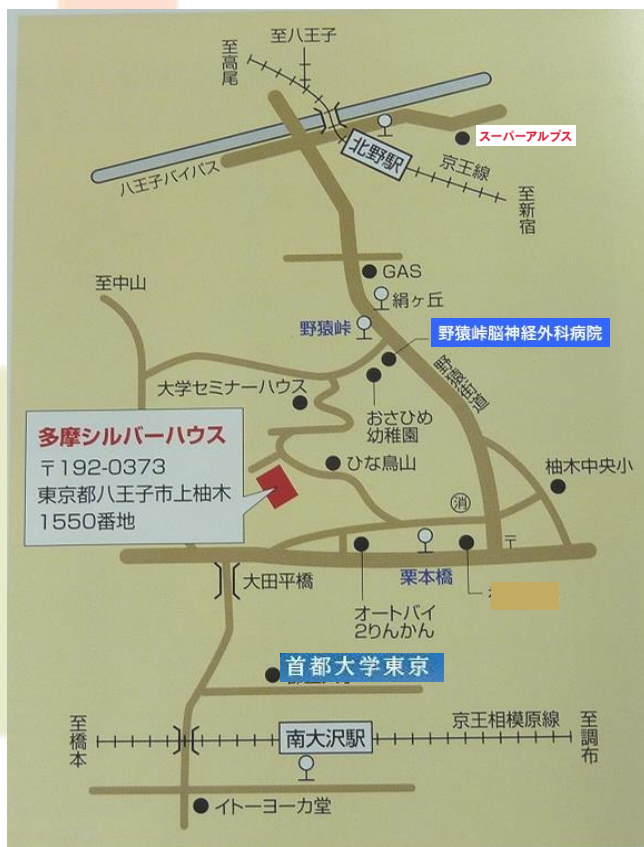 至八王子
至高尾
スーパーアルプス
北野駅
京王線
八王子バイパス
至新宿
GAS
至中山
絹ヶ丘
野猿峠
野猿峠脳神経外科病院
野猿街道
大学セミナーハウス
おさひめ
幼稚園
多摩シルバーハウス
〒192-0373
東京都八王子市上柚木
1550番地
ひな鳥山
柚木中央小
消
〒
栗本橋
大田平橋
オートバイ
2りんかん
首都大学東京
京王相模原線
至橋本
南大沢駅
至調布
イトーヨーカ堂